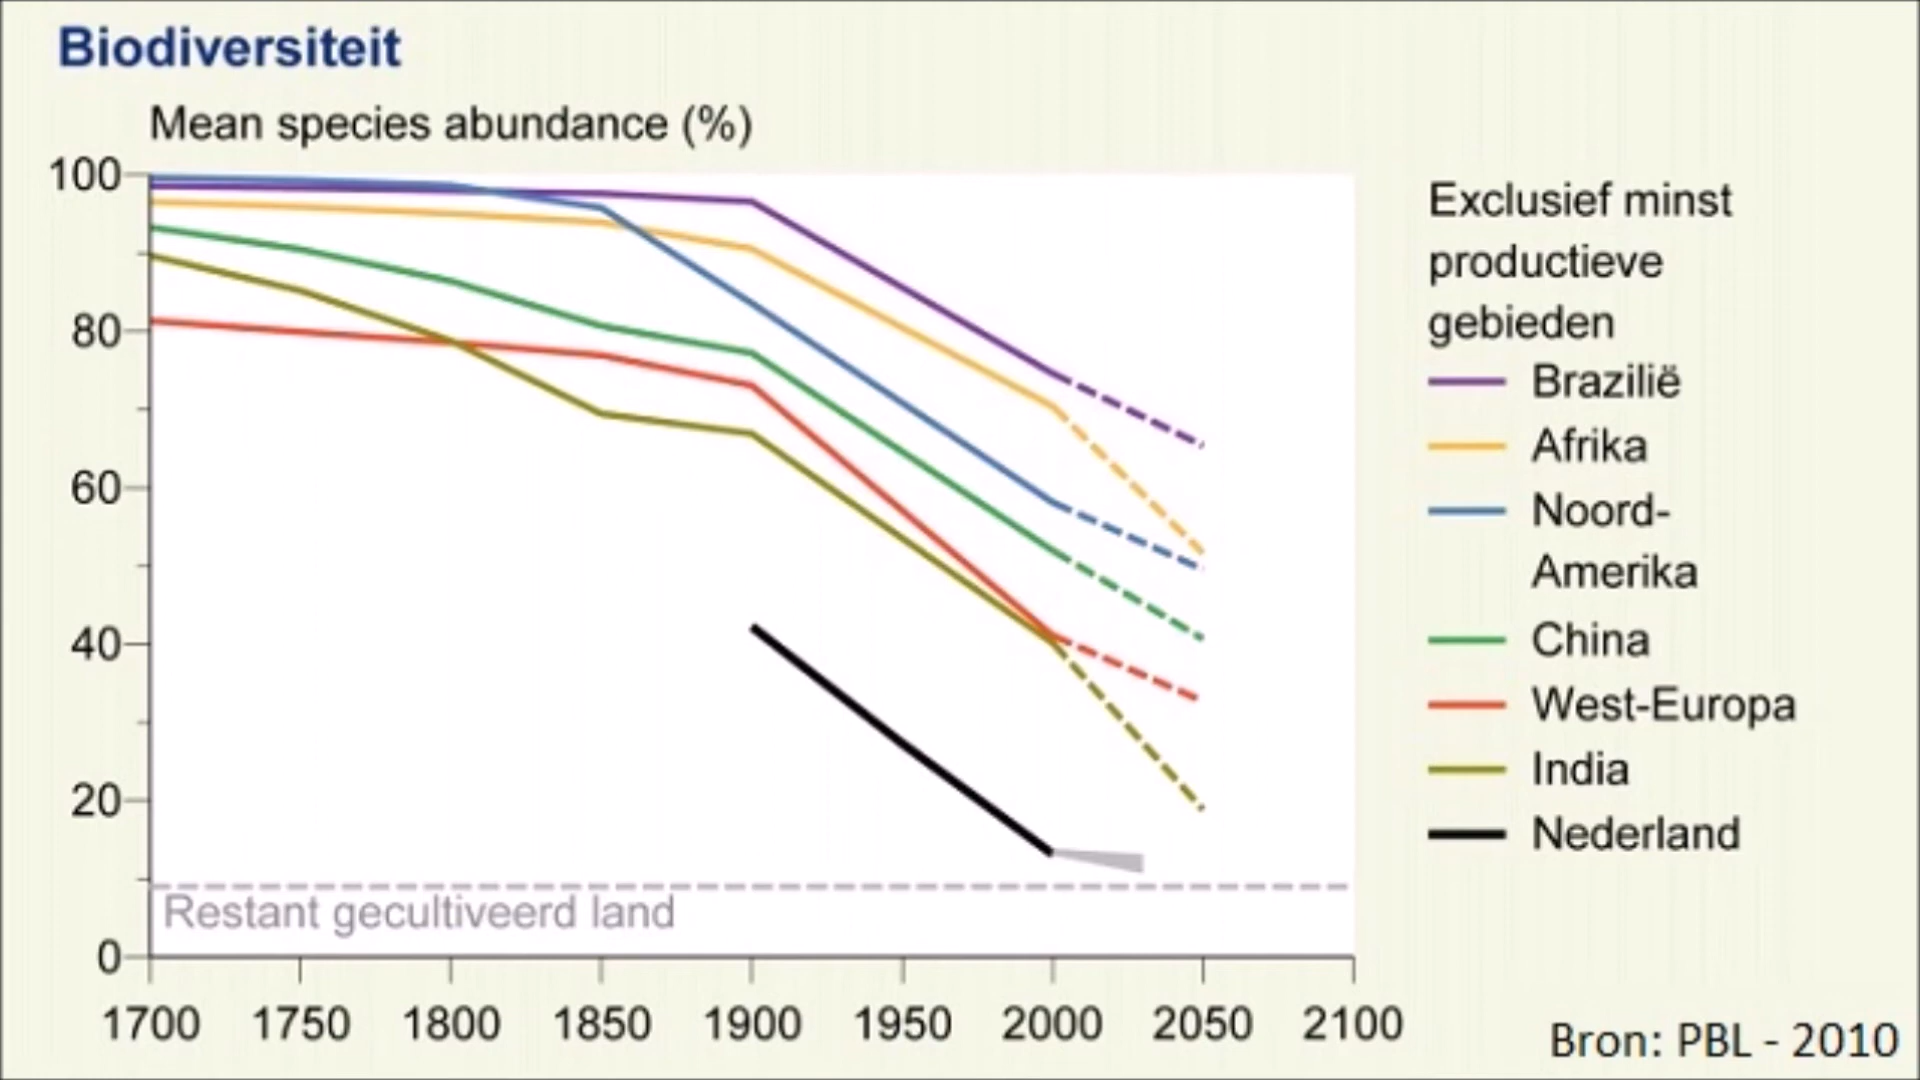 Biodiversiteit
Mean species abundance (%)
100
80
60
40
20
0
Restant gecultiveerd land
1700 1750 1800 1850 1900 1950 2000 2050 2100
Exclusief minst
productieve
gebieden
Brazilië
Afrika
Noord-
Amerika
China
West-Europa
India
Nederland
Bron: PBL - 2010